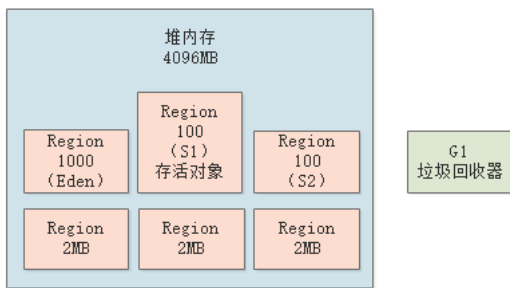 堆内存
4096MB
Region
1000
(Eden)
Region
100
(S1)
存活对象
Region
100
(S2)
G1
垃圾回收器
Region
2MB
Region
2MB
Region
2MB